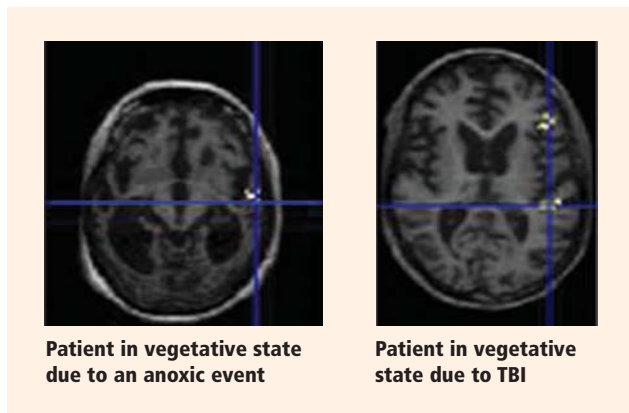 Patient in vegetative state
due to an anoxic event
Patient in vegetative
state due to TBI